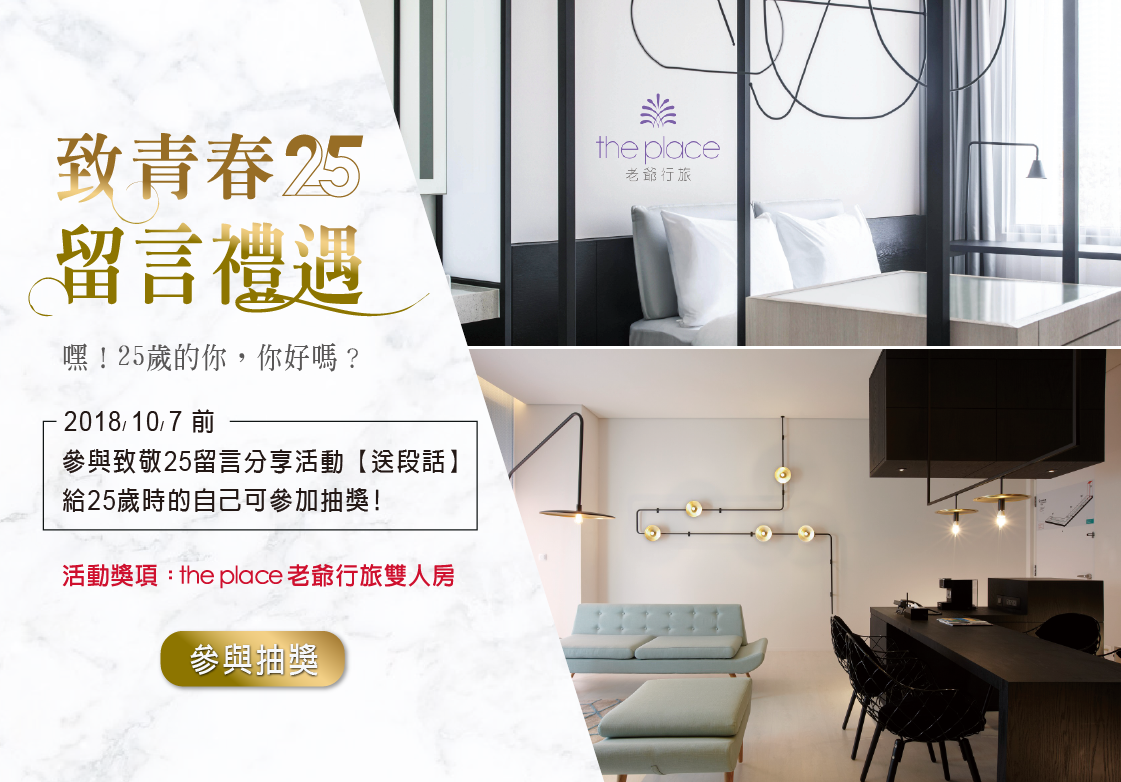 致青春25
留言禮遇
嘿！25歲的你，你好嗎？
2018/10/7 前
參與致敬25留言分享活動【送段話】
給25歲時的自己可參加抽獎！
活動獎項：the place 老爺行旅雙人房
參與抽獎
the place
老爺行旅